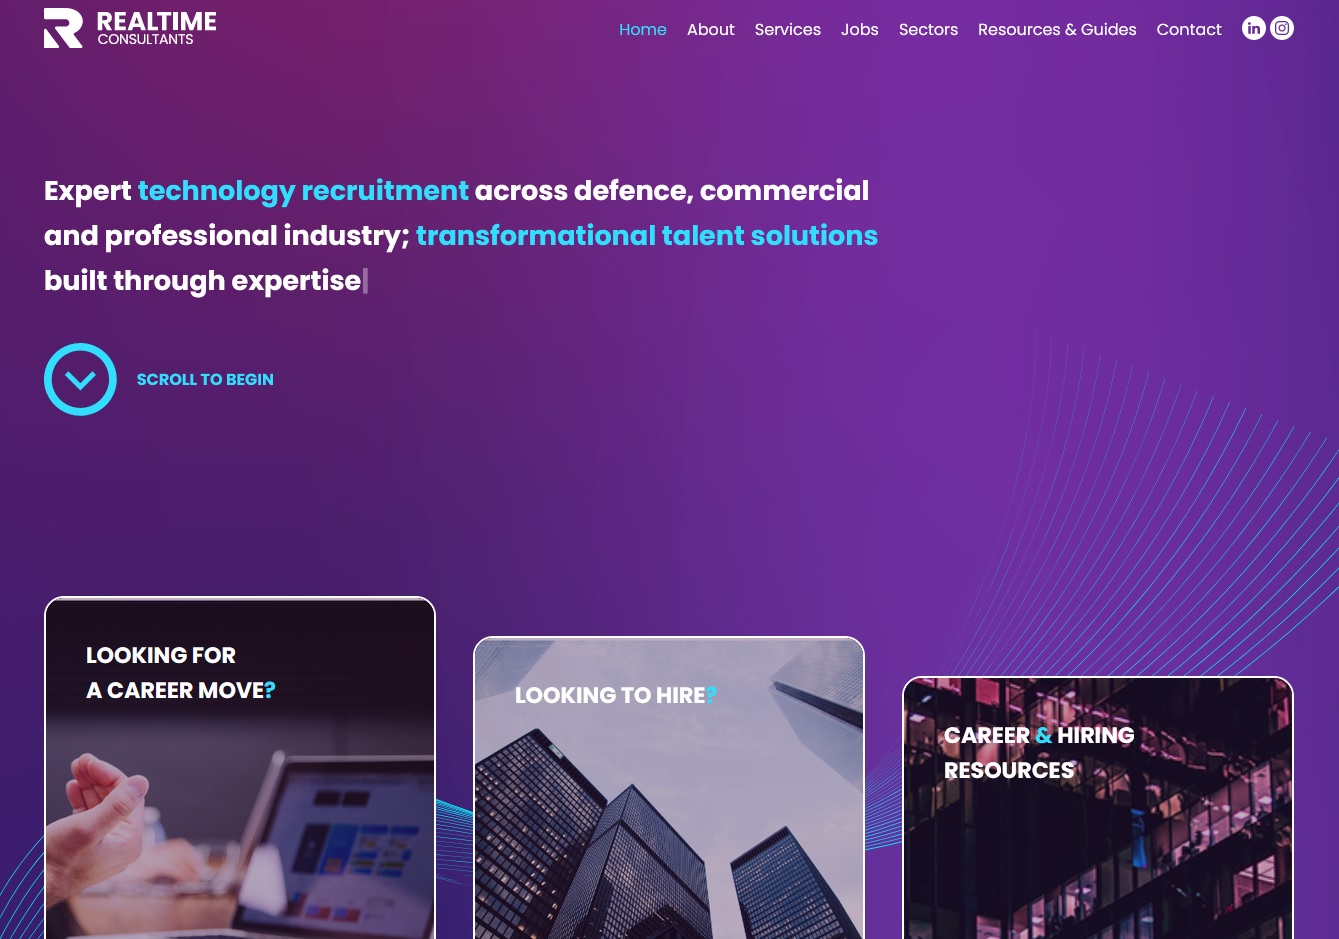 REALTIME
CONSULTANTS
Home About Services Jobs Sectors Resources & Guides Contact
in
Expert technology recruitment across defence, commercial
and professional industry; transformational talent solutions
built through expertise|
SCROLL TO BEGIN
LOOKING FOR
A CAREER MOVE?
LOOKING TO HIRE?
CAREER & HIRING
RESOURCES